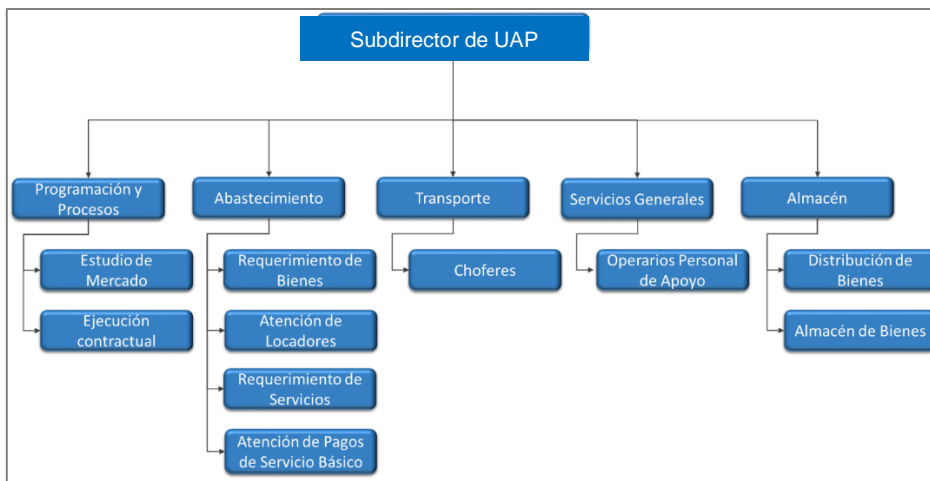 Subdirector de UAP
Programación y
Procesos
Abastecimiento
Transporte
Servicios Generales
Almacén
Estudio de
Mercado
Requerimiento de
Bienes
Choferes
Operarios Personal
de Apoyo
Distribución de
Bienes
Ejecución
contractual
Atención de
Locadores
Almacén de Bienes
Requerimiento de
Servicios
Atención de Pagos
de Servicio Básico